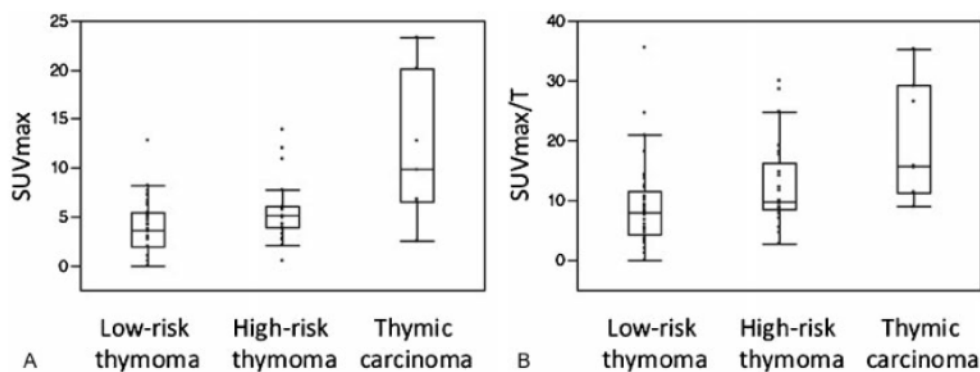 25
20
15
10
5
0
SUVmax
Low-risk thymoma
High-risk thymoma
Thymic carcinoma
A
40
30
20
10
0
SUVmax/T
Low-risk thymoma
High-risk thymoma
Thymic carcinoma
B